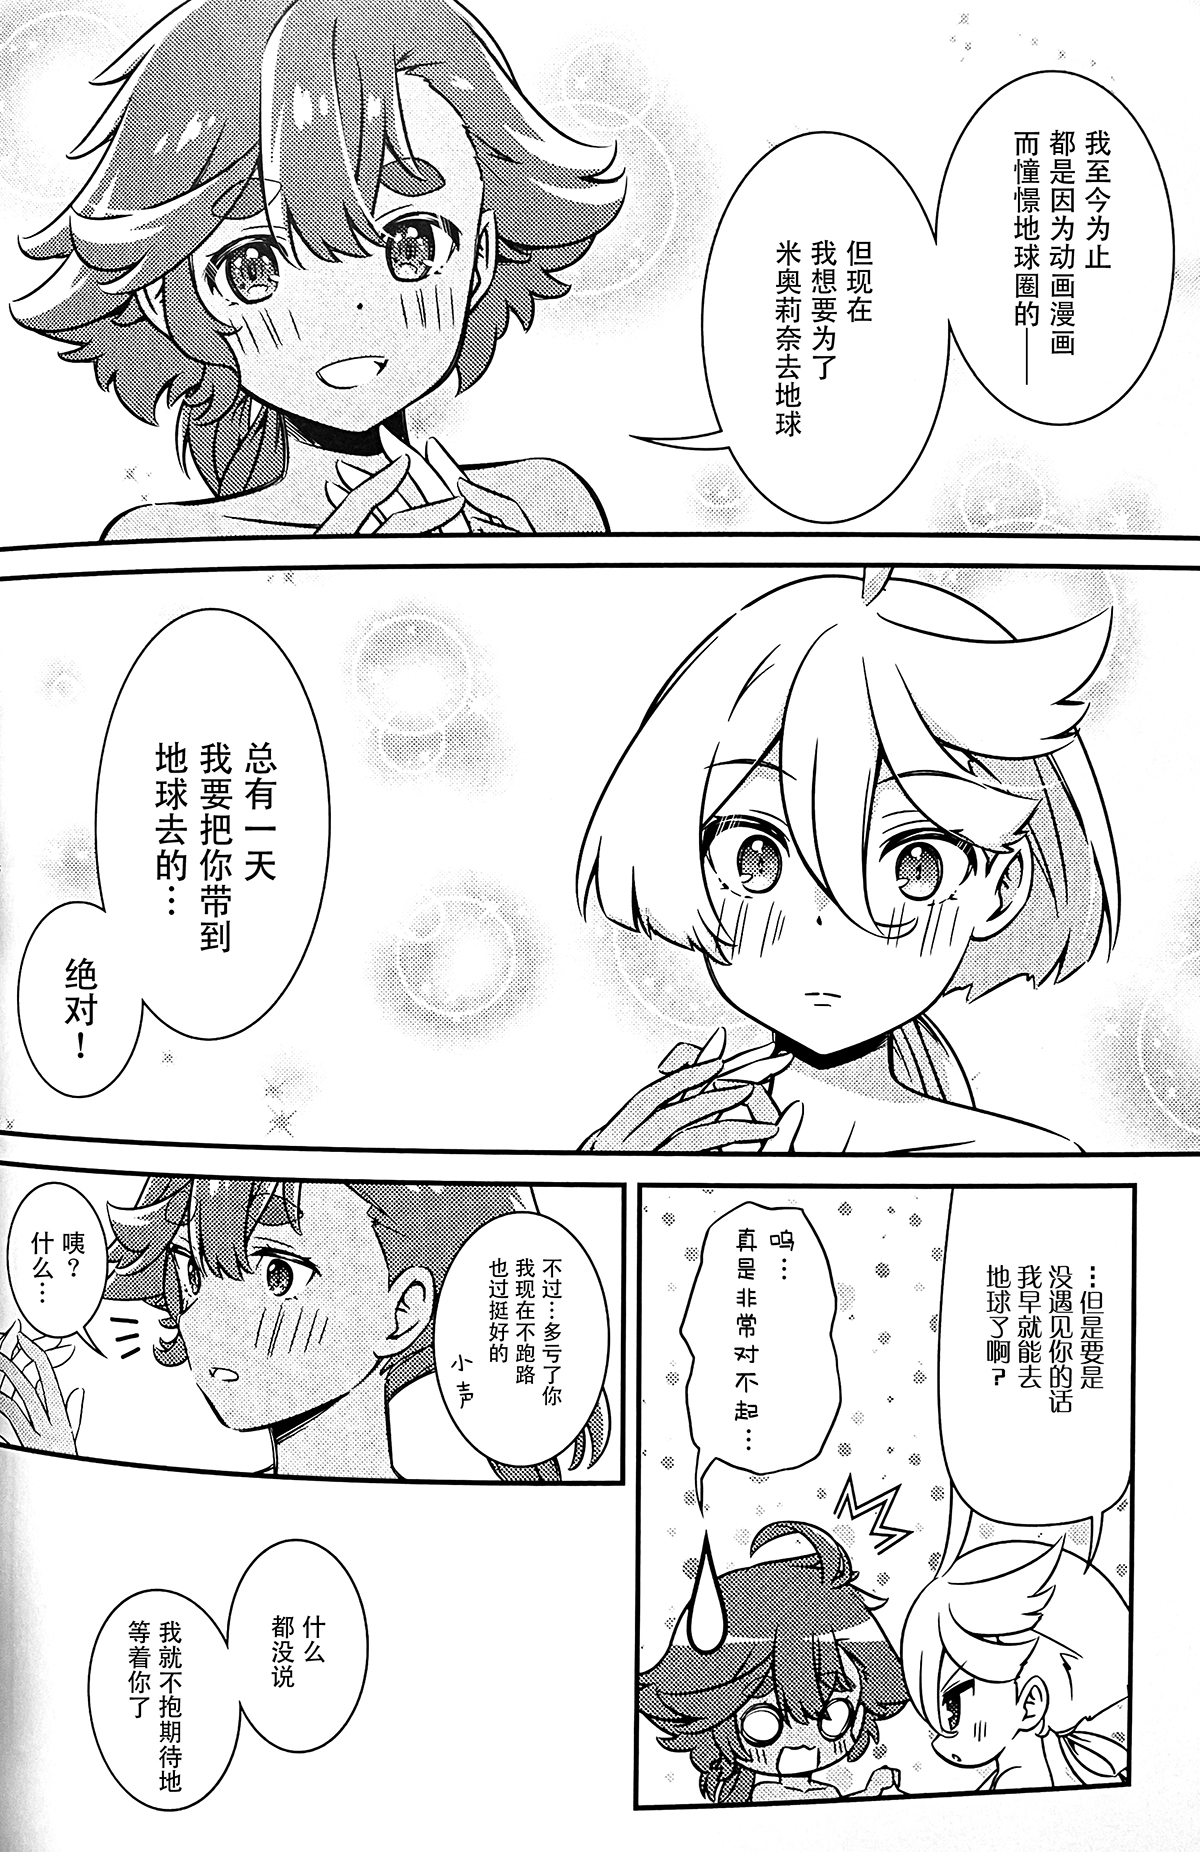 我至今为止
都是因为动画漫画
而憧憬地球圈的——
但现在
我想要为了
米奥莉奈去地球
总有一天
我要把你带到
地球去的…
绝对！
…但是要是
没遇见你的话
我早就能去
地球了啊？
呜…
真是非常对不起…
不过…多亏了你
我现在不跑路
也过挺好的
小声
咦？
什么…
什么
都没说
我就不抱期待地
等着你了